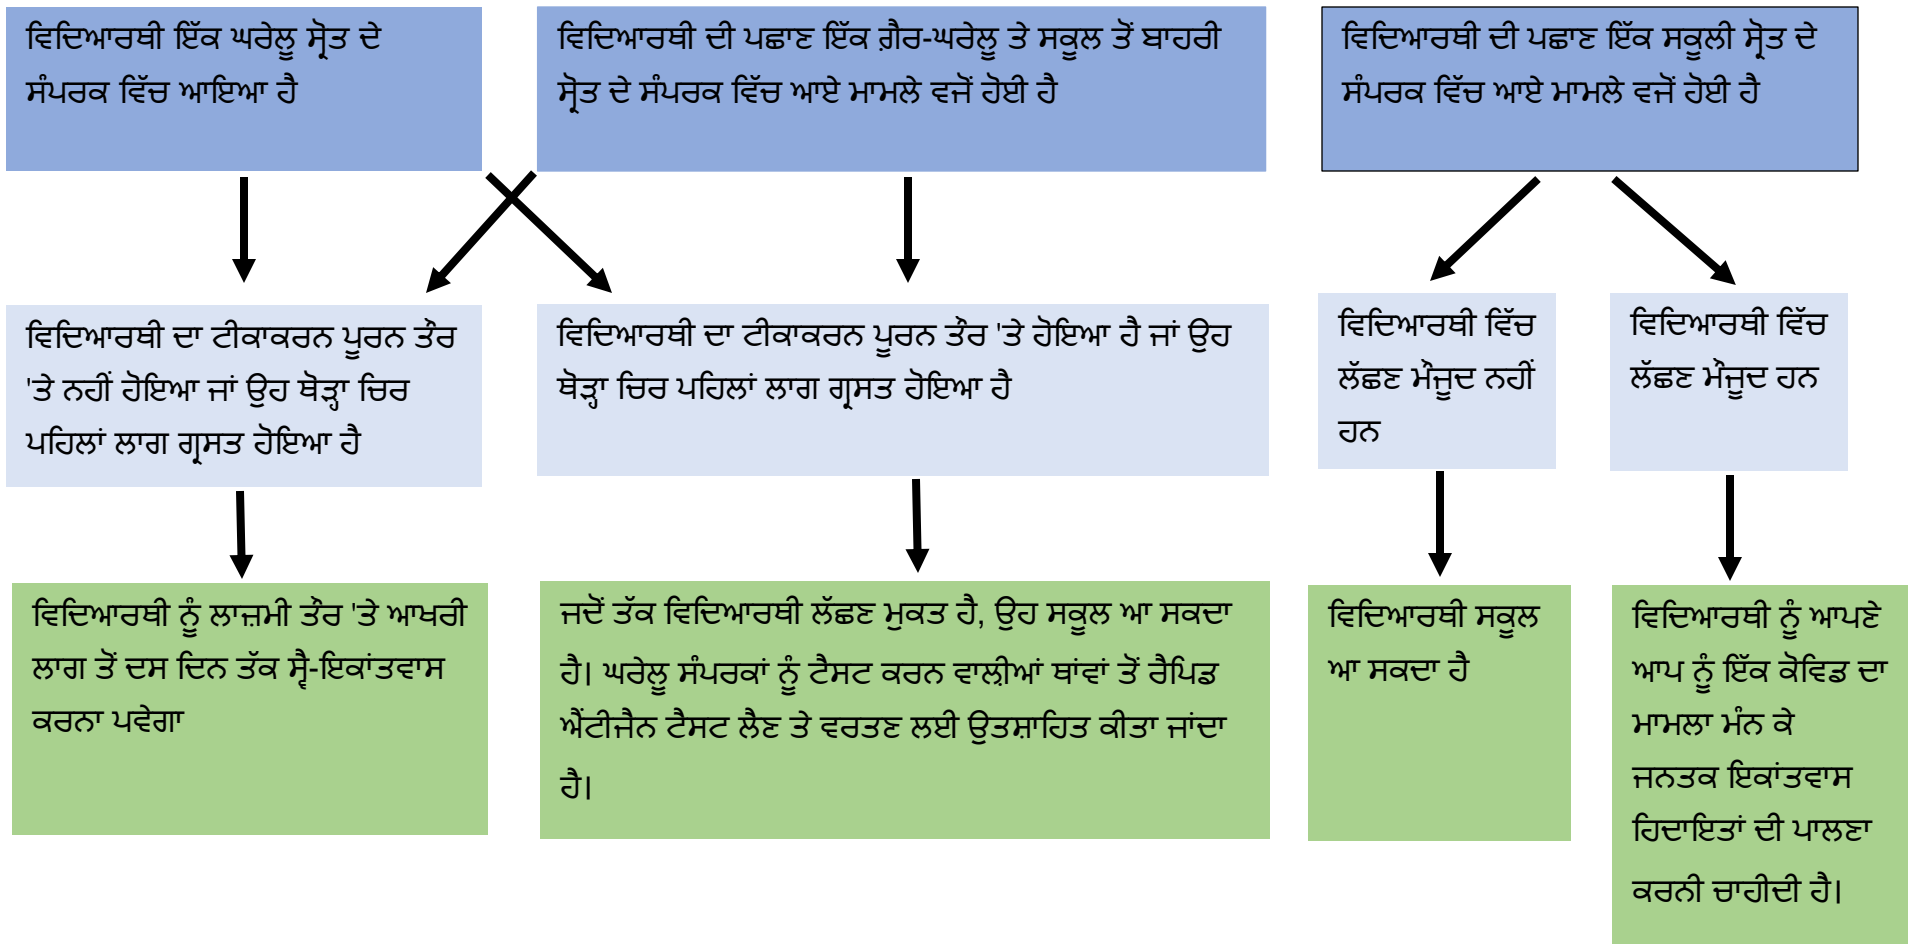 ਵਿਦਿਆਰਥੀ ਇੱਕ ਘਰੇਲੂ ਸ੍ਰੋਤ ਦੇ
ਸੰਪਰਕ ਵਿੱਚ ਆਇਆ ਹੈ
ਵਿਦਿਆਰਥੀ ਦੀ ਪਛਾਣ ਇੱਕ ਗ਼ੈਰ-ਘਰੇਲੂ ਤੇ ਸਕੂਲ ਤੋਂ ਬਾਹਰੀ
ਸ੍ਰੋਤ ਦੇ ਸੰਪਰਕ ਵਿੱਚ ਆਏ ਮਾਮਲੇ ਵਜੋਂ ਹੋਈ ਹੈ
ਵਿਦਿਆਰਥੀ ਦੀ ਪਛਾਣ ਇੱਕ ਸਕੂਲੀ ਸ੍ਰੋਤ ਦੇ
ਸੰਪਰਕ ਵਿੱਚ ਆਏ ਮਾਮਲੇ ਵਜੋਂ ਹੋਈ ਹੈ
ਵਿਦਿਆਰਥੀ ਦਾ ਟੀਕਾਕਰਨ ਪੂਰਨ ਤੌਰ
'ਤੇ ਨਹੀਂ ਹੋਇਆ ਜਾਂ ਉਹ ਥੋੜ੍ਹਾ ਚਿਰ
ਪਹਿਲਾਂ ਲਾਗ ਗ੍ਰਸਤ ਹੋਇਆ ਹੈ
ਵਿਦਿਆਰਥੀ ਦਾ ਟੀਕਾਕਰਨ ਪੂਰਨ ਤੌਰ 'ਤੇ ਹੋਇਆ ਹੈ ਜਾਂ ਉਹ
ਥੋੜ੍ਹਾ ਚਿਰ ਪਹਿਲਾਂ ਲਾਗ ਗ੍ਰਸਤ ਹੋਇਆ ਹੈ
ਵਿਦਿਆਰਥੀ ਵਿੱਚ
ਲੱਛਣ ਮੌਜੂਦ ਨਹੀਂ
ਹਨ
ਵਿਦਿਆਰਥੀ ਵਿੱਚ
ਲੱਛਣ ਮੌਜੂਦ ਹਨ
ਵਿਦਿਆਰਥੀ ਨੂੰ ਲਾਜ਼ਮੀ ਤੌਰ 'ਤੇ ਆਖਰੀ
ਲਾਗ ਤੋਂ ਦਸ ਦਿਨ ਤੱਕ ਸ੍ਵੈ-ਇਕਾਂਤਵਾਸ
ਕਰਨਾ ਪਵੇਗਾ
ਜਦੋਂ ਤੱਕ ਵਿਦਿਆਰਥੀ ਲੱਛਣ ਮੁਕਤ ਹੈ, ਉਹ ਸਕੂਲ ਆ ਸਕਦਾ
ਹੈ। ਘਰੇਲੂ ਸੰਪਰਕਾਂ ਨੂੰ ਟੈਸਟ ਕਰਨ ਵਾਲ਼ੀਆਂ ਥਾਂਵਾਂ ਤੋਂ ਰੈਪਿਡ
ਐਂਟੀਜੈਨ ਟੈਸਟ ਲੈਣ ਤੇ ਵਰਤਣ ਲਈ ਉਤਸ਼ਾਹਿਤ ਕੀਤਾ ਜਾਂਦਾ
ਹੈ।
ਵਿਦਿਆਰਥੀ ਸਕੂਲ
ਆ ਸਕਦਾ ਹੈ
ਵਿਦਿਆਰਥੀ ਨੂੰ ਆਪਣੇ
ਆਪ ਨੂੰ ਇੱਕ ਕੋਵਿਡ ਦਾ
ਮਾਮਲਾ ਮੰਨ ਕੇ
ਜਨਤਕ ਇਕਾਂਤਵਾਸ
ਹਿਦਾਇਤਾਂ ਦੀ ਪਾਲਣਾ
ਕਰਨੀ ਚਾਹੀਦੀ ਹੈ।